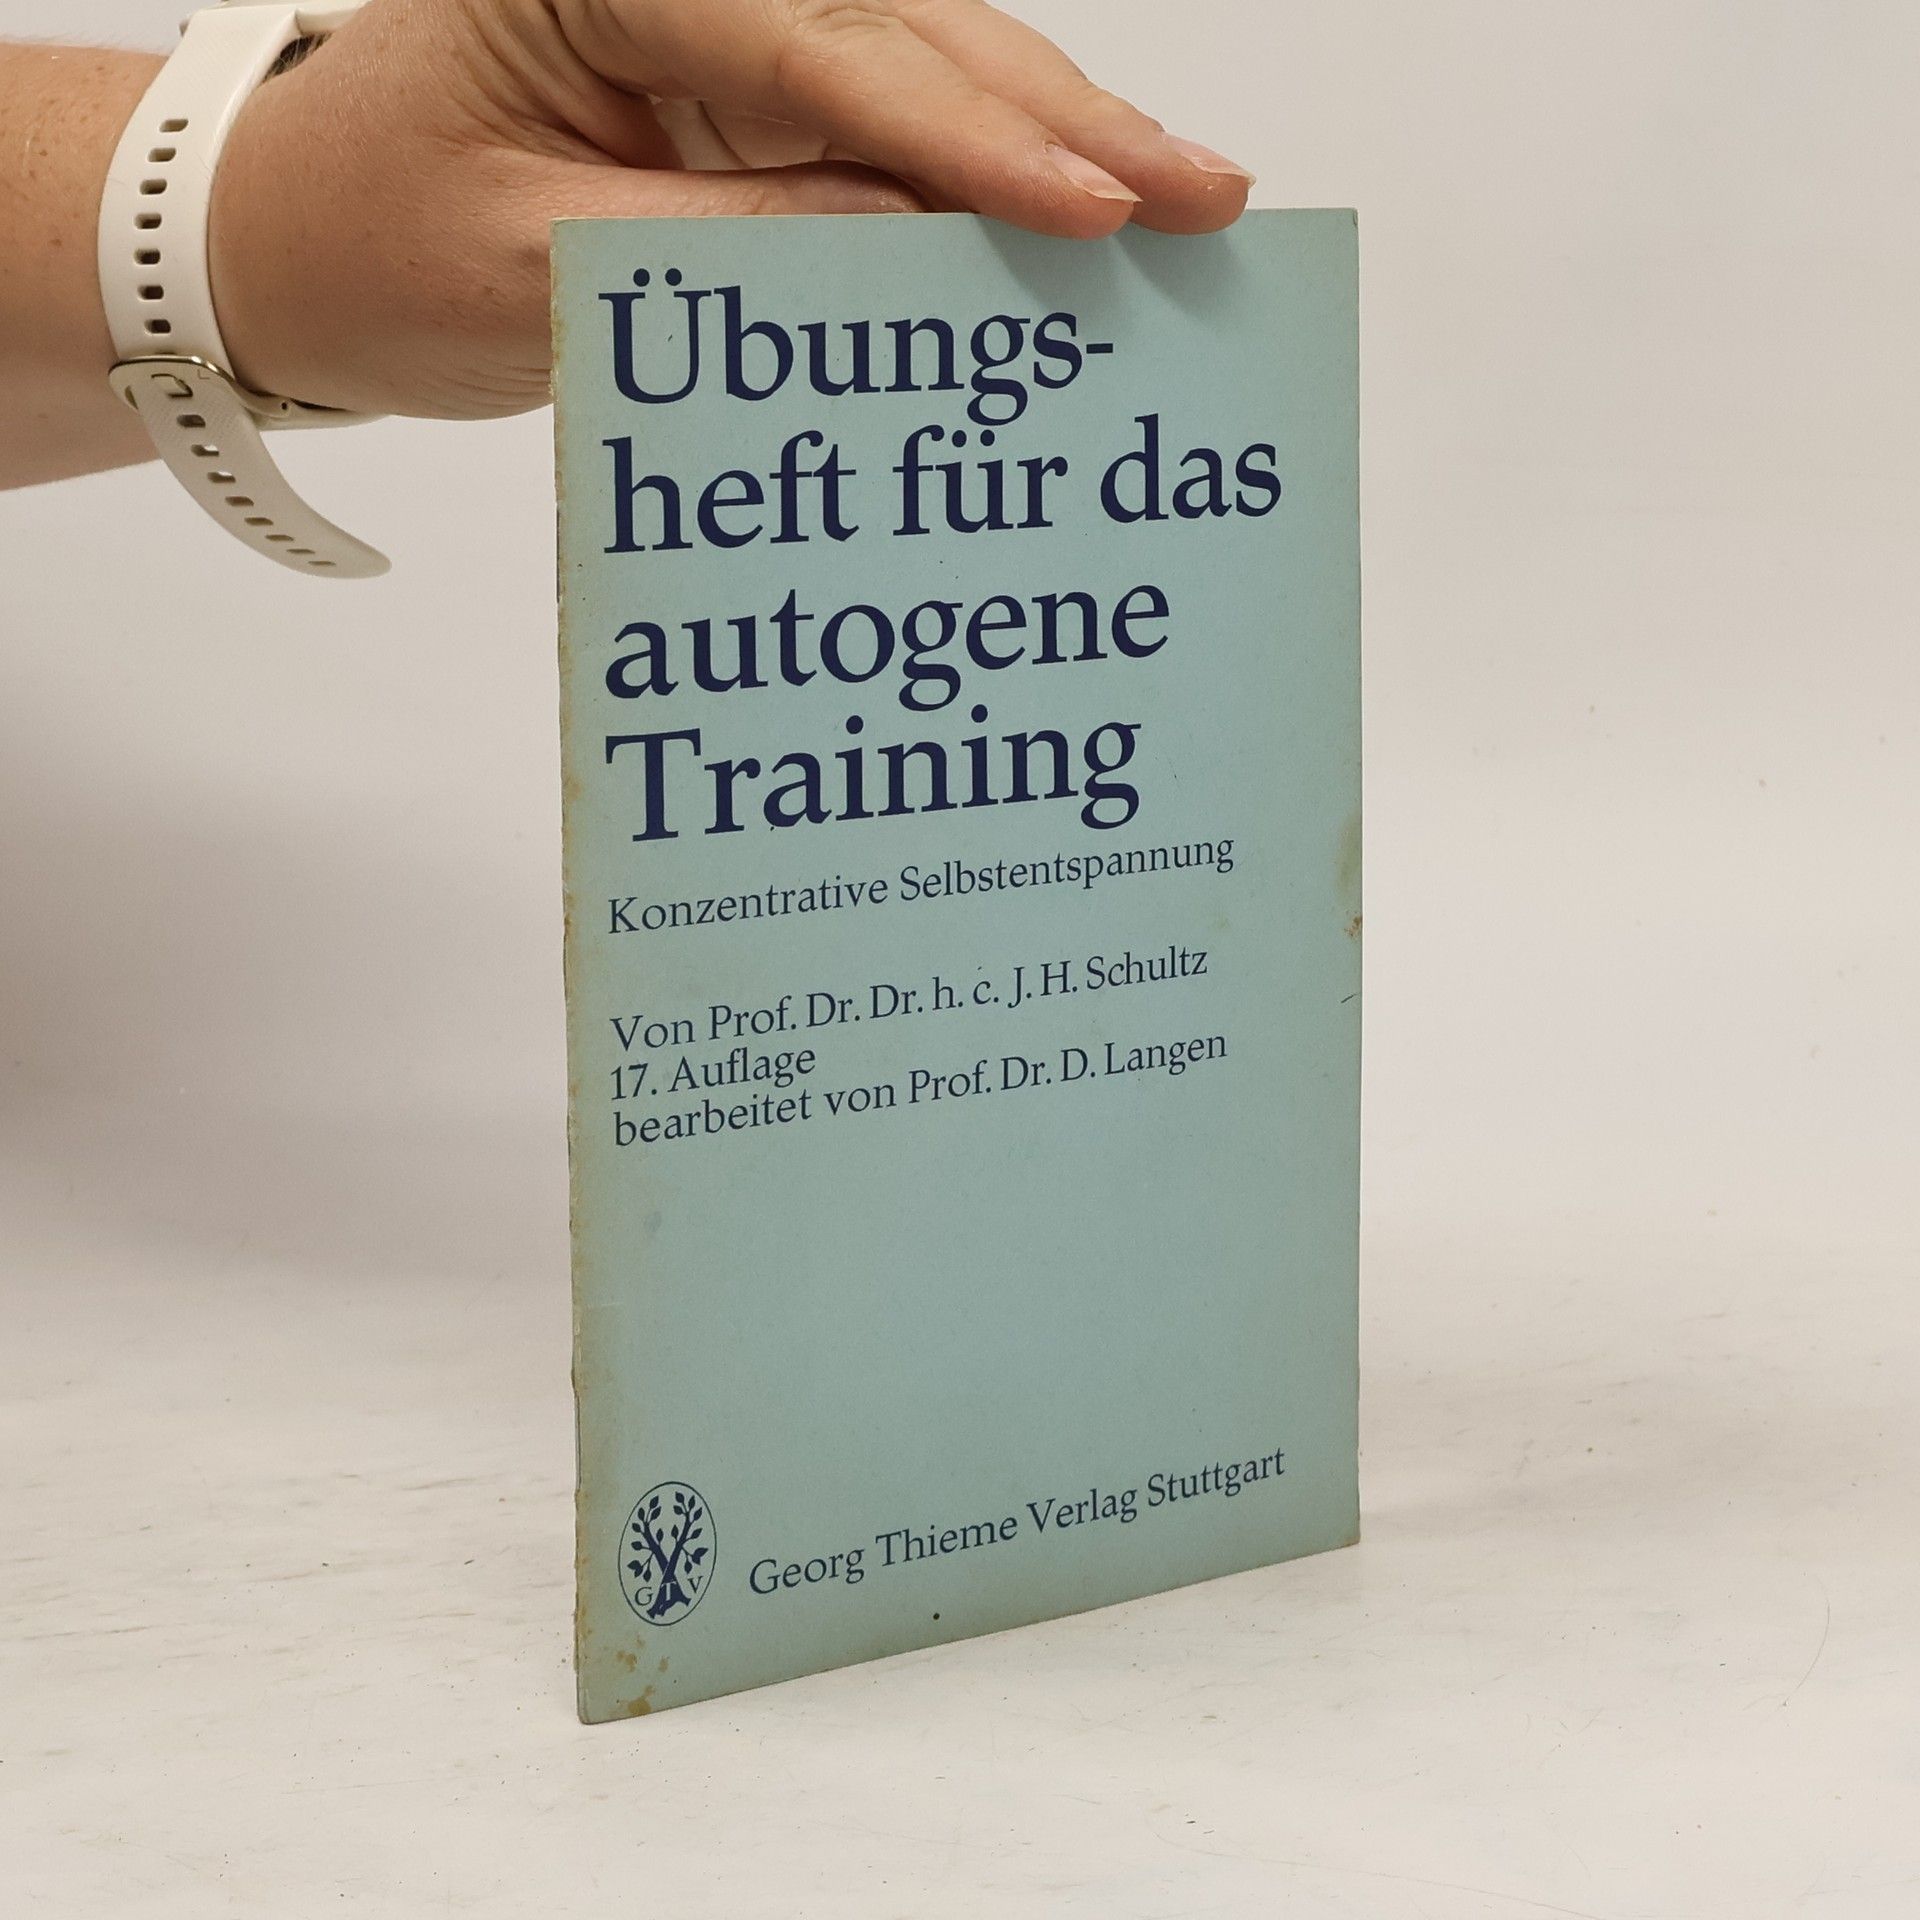 Übungs-
heft für das
autogene
Training
Konzentrative Selbstentspannung
Von Prof. Dr. Dr. h. c. J. H. Schultz
17. Auflage
bearbeitet von Prof. Dr. D. Langen
G T V
Georg Thieme Verlag Stuttgart